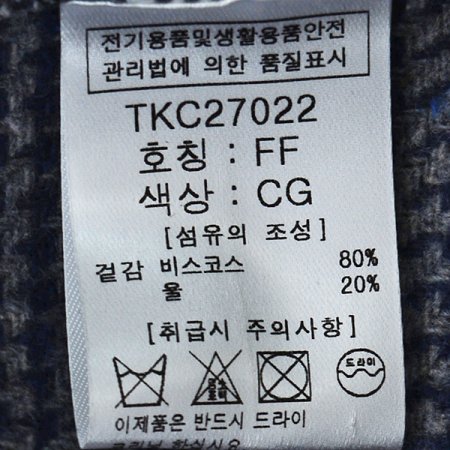 전기용품및생활용품안전
관리법에 의한 품질표시
TKC27022
호칭 : FF
색상 : CG
[섬유의 조성]
겉감 비스코스 80%
울 20%
[취급시 주의사항]
드라이
이제품은 반드시 드라이